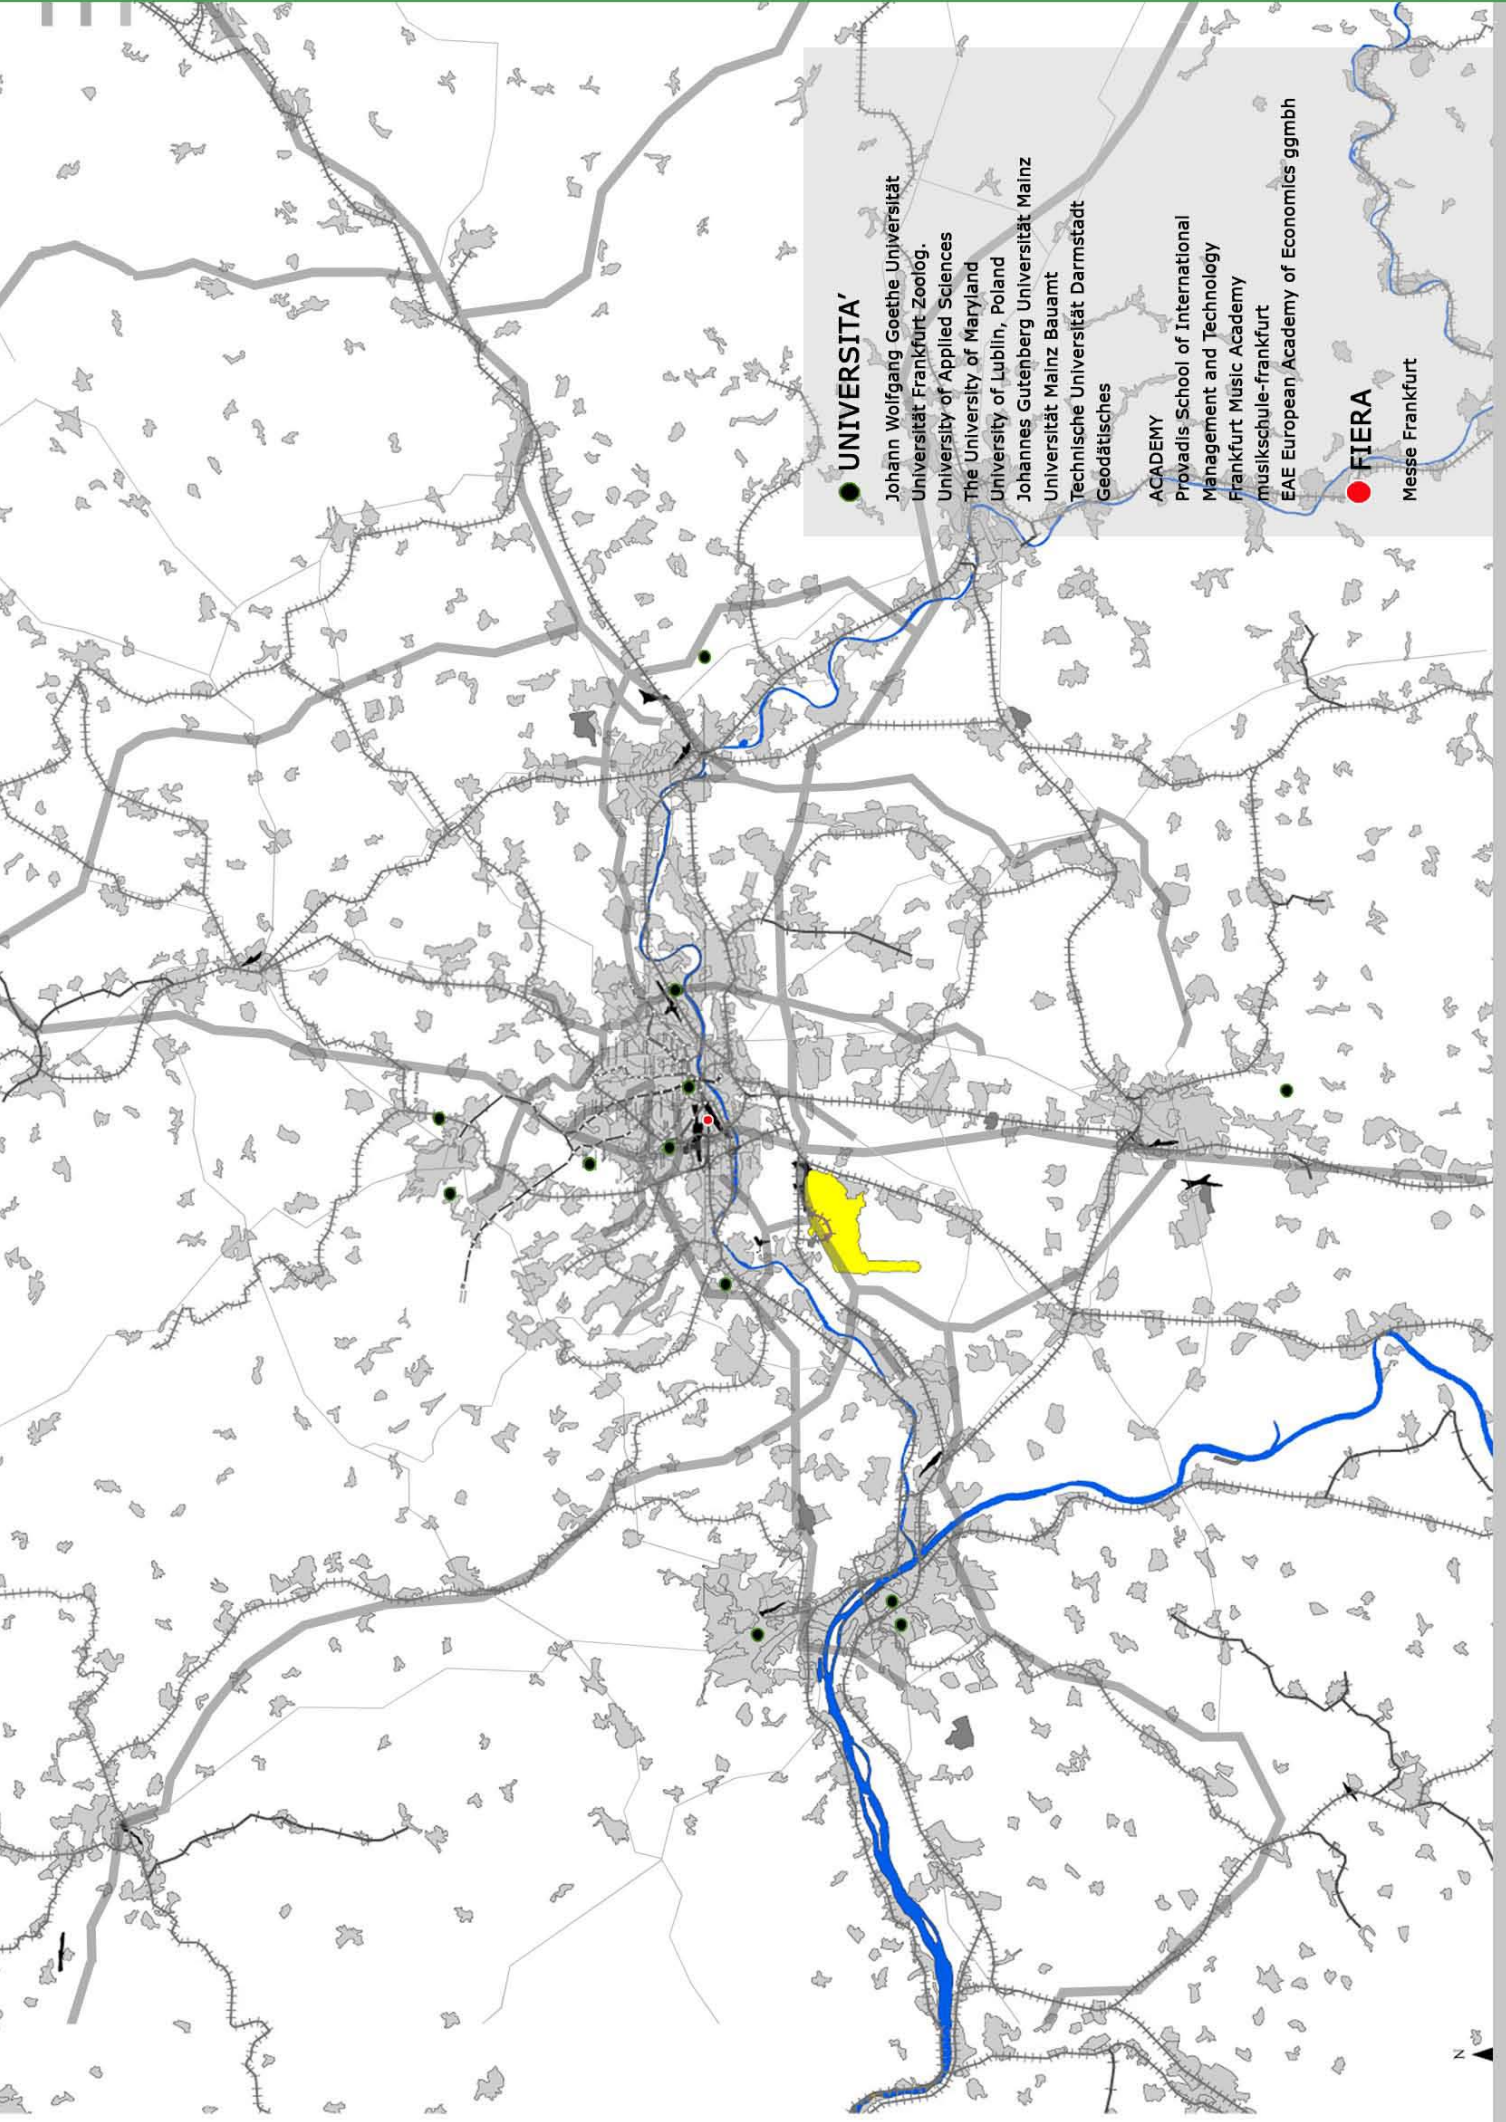 UNIVERSITA'
Johann Wolfgang Goethe Universität
Universität Frankfurt Zoolog.
University of Applied Sciences
The University of Maryland
University of Lublin, Poland
Johannes Gutenberg Universität Mainz
Universität Mainz Bauamt
Technische Universität Darmstadt
Geodätisches
ACADEMY
Provadis School of International
Management and Technology
Frankfurt Music Academy
musikschule-frankfurt
EAE European Academy of Economics ggmbh
FIERA
Messe Frankfurt
N